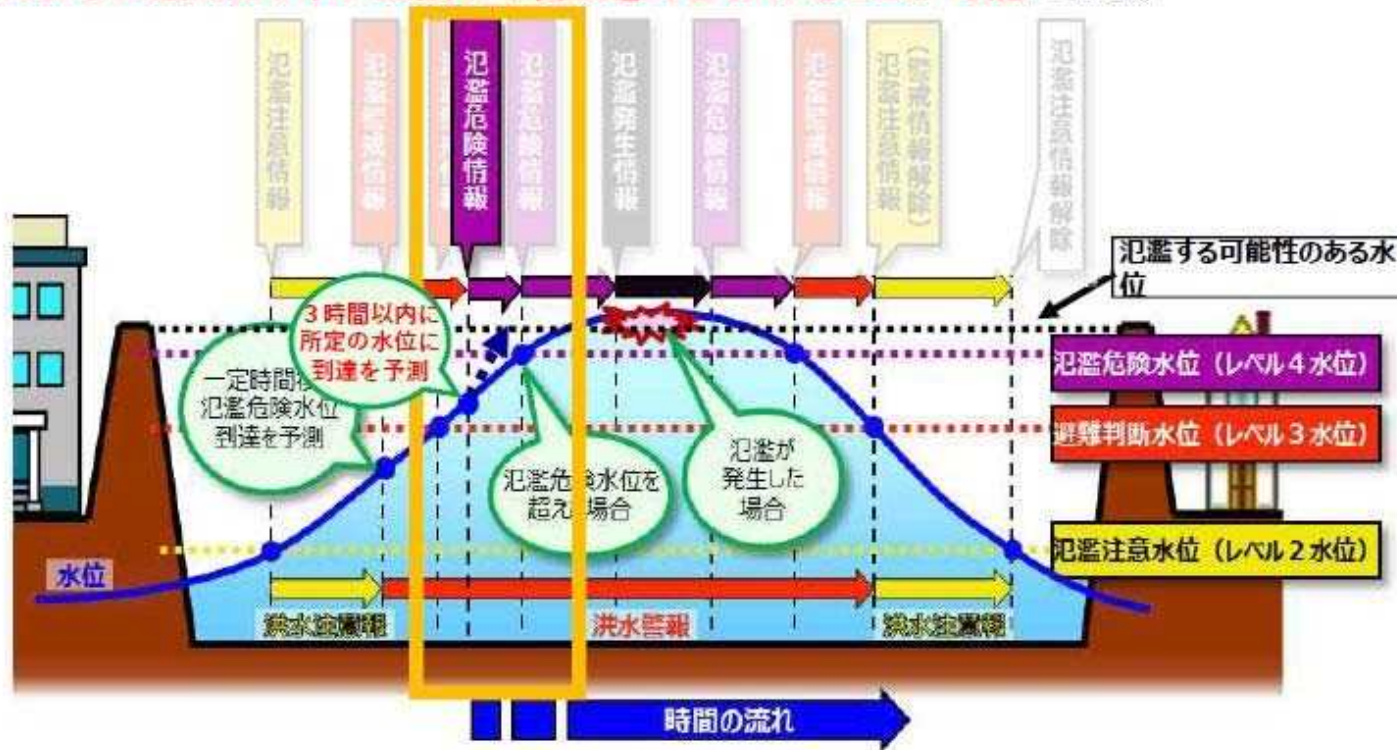 氾濫注意情報
氾濫警戒情報
氾濫危険情報
氾濫危険情報
氾濫発生情報
氾濫危険情報
氾濫警戒情報
氾濫注意情報
（警戒情報解除）
氾濫注意情報解除
氾濫する可能性のある水
位
3時間以内に
所定の水位に
到達を予測
氾濫危険水位（レベル4水位）
一定時間後
氾濫危険水位
到達を予測
避難判断水位（レベル3水位）
氾濫が
発生した
場合
氾濫危険水位を
超え 場合
氾濫注意水位（レベル2水位）
水位
洪水注意報
洪水警報
洪水注意報
時間の流れ